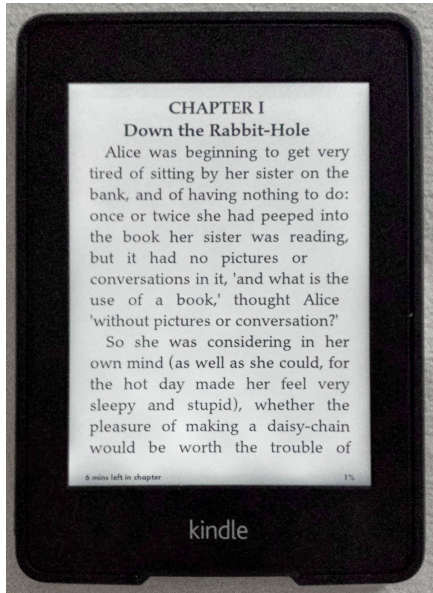 CHAPTER I
Down the Rabbit-Hole
Alice was beginning to get very
tired of sitting by her sister on the
bank, and of having nothing to do:
once or twice she had peeped into
the book her sister was reading,
but it had no pictures or
conversations in it, 'and what is the
use of a book,' thought Alice
'without pictures or conversation?'
So she was considering in her
own mind (as well as she could, for
the hot day made her feel very
sleepy and stupid), whether the
pleasure of making a daisy-chain
would be worth the trouble of
6 mins left in chapter 1%
kindle